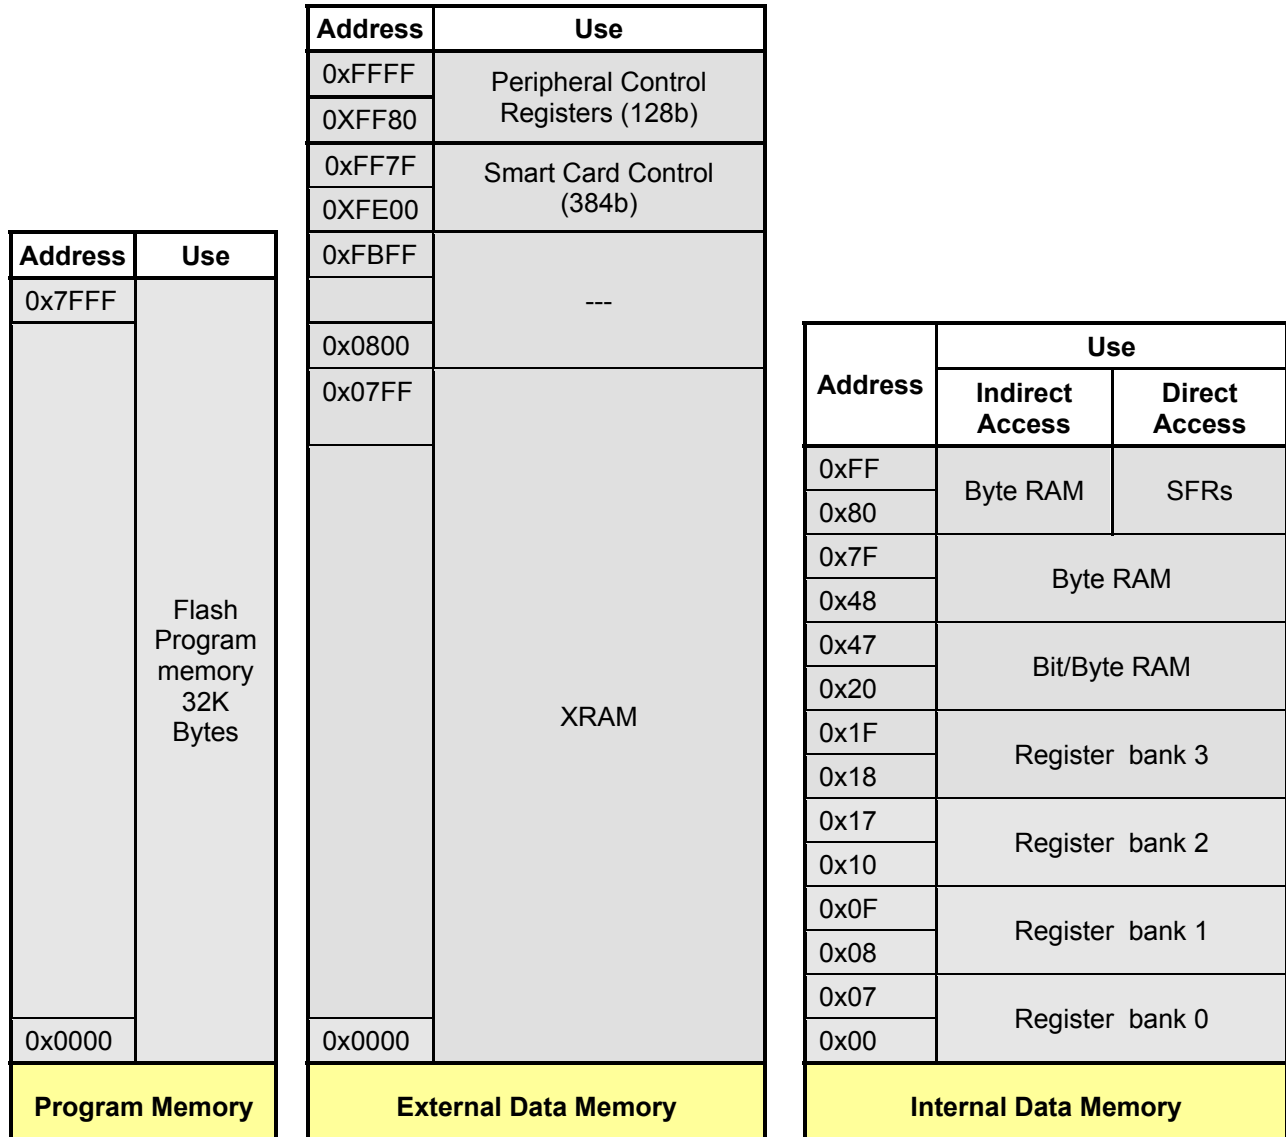 Address Use
0x7FFF
Flash
Program
memory
32K
Bytes
0x0000
Program Memory
Address Use
0xFFFF
Peripheral Control
Registers (128b)
0XFF80
0xFF7F
Smart Card Control
(384b)
0XFE00
0xFBFF
---
0x0800
0x07FF
XRAM
0x0000
External Data Memory
Address
Use
Indirect
Access
Direct
Access
0xFF
Byte RAM
SFRs
0x80
0x7F
Byte RAM
0x48
0x47
Bit/Byte RAM
0x20
0x1F
Register bank 3
0x18
0x17
Register bank 2
0x10
0x0F
Register bank 1
0x08
0x07
Register bank 0
0x00
Internal Data Memory